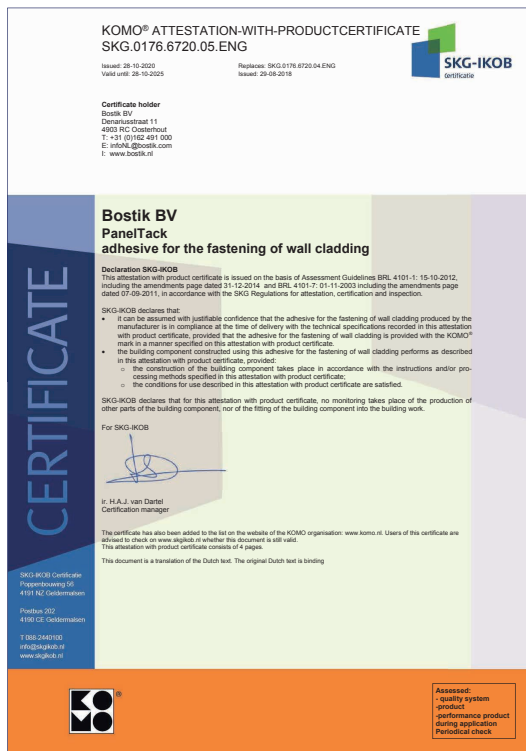 KOMO® ATTESTATION-WITH-PRODUCTCERTIFICATE
SKG.0176.6720.05.ENG
Issued: 28-10-2020
Valid until: 28-10-2025
Replaces: SKG.0176.6720.04.ENG
Issued: 29-08-2018
SKG-IKOB
certificatie
Certificate holder
Bostik BV
Denariusstraat 11
4903 RC Oosterhout
T: +31 (0)162 491 000
E: infoNL@bostik.com
I: www.bostik.nl
Bostik BV
PanelTack
adhesive for the fastening of wall cladding
Declaration SKG-IKOB
This attestation with product certificate is issued on the basis of Assessment Guidelines BRL 4101-1: 15-10-2012,
including the amendments page dated 31-12-2014 and BRL 4101-7: 01-11-2003 including the amendments page
dated 07-09-2011, in accordance with the SKG Regulations for attestation, certification and inspection.
SKG-IKOB declares that:
• it can be assumed with justifiable confidence that the adhesive for the fastening of wall cladding produced by the
manufacturer is in compliance at the time of delivery with the technical specifications recorded in this attestation
with product certificate, provided that the adhesive for the fastening of wall cladding is provided with the KOMO®
mark in a manner specified on this attestation with product certificate.
• the building component constructed using this adhesive for the fastening of wall cladding performs as described
in this attestation with product certificate, provided:
o the construction of the building component takes place in accordance with the instructions and/or pro-
cessing methods specified in this attestation with product certificate;
o the conditions for use described in this attestation with product certificate are satisfied.
SKG-IKOB declares that for this attestation with product certificate, no monitoring takes place of the production of
other parts of the building component, nor of the fitting of the building component into the building work.
For SKG-IKOB
ir. H.A.J. van Dartel
Certification manager
The certificate has also been added to the list on the website of the KOMO organisation: www.komo.nl. Users of this certificate are
advised to check on www.skgikob.nl whether this document is still valid.
This attestation with product certificate consists of 4 pages.
This document is a translation of the Dutch text. The original Dutch text is binding
CERTIFICATE
SKG-IKOB Certificatie
Poppenbouwing 56
4191 NZ Geldermalsen
Postbus 202
4190 CE Geldermalsen
T 088-2440100
info@skgikob.nl
www.skgikob.nl
KOMO®
Assessed:
- quality system
-product
-performance product
during application
Periodical check